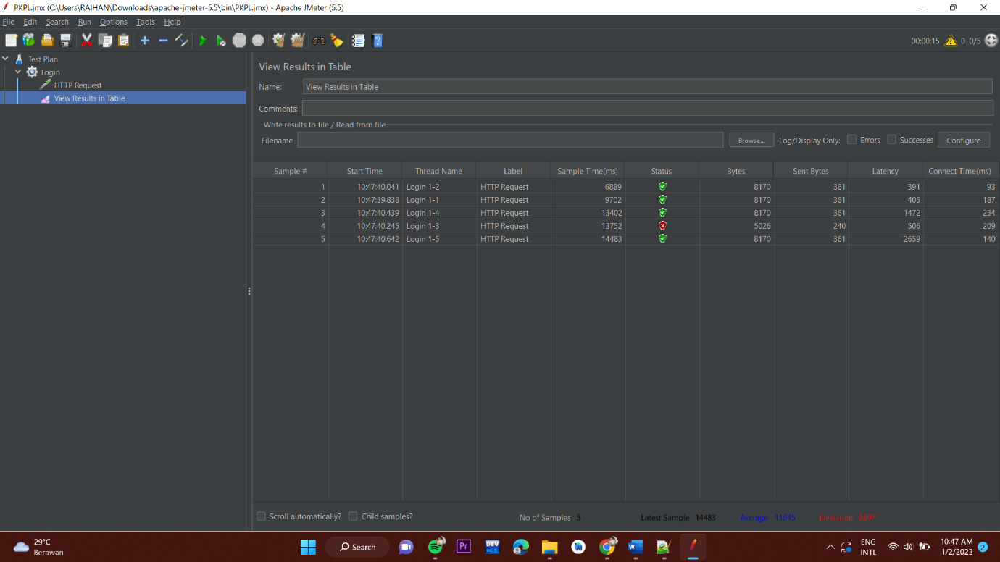 PKPL.jmx (C:\Users\RAIHAN\Downloads\apache-jmeter-5.5\bin\PKPL.jmx) - Apache JMeter (5.5)
File Edit Search Run Options Tools Help
00:00:15 0 0/5
Test Plan
Login
HTTP Request
View Results in Table
View Results in Table
Name: View Results in Table
Comments:
Write results to file / Read from file
Filename Browse... Log/Display Only: Errors Successes Configure
Sample # Start Time Thread Name Label Sample Time(ms) Status Bytes Sent Bytes Latency Connect Time(ms)
1 10:47:40.041 Login 1-2 HTTP Request 6889 8170 361 391 93
2 10:47:39.838 Login 1-1 HTTP Request 9702 8170 361 405 187
3 10:47:40.439 Login 1-4 HTTP Request 13402 8170 361 1472 234
4 10:47:40.245 Login 1-3 HTTP Request 13752 5026 240 506 209
5 10:47:40.642 Login 1-5 HTTP Request 14483 8170 361 2659 140
Scroll automatically? Child samples? No of Samples 5 Latest Sample 14483 Average 11645 Deviation 2897
29°C
Berawan
Search
Pr
DEV
W
ENG
INTL
10:47 AM
1/2/2023
2